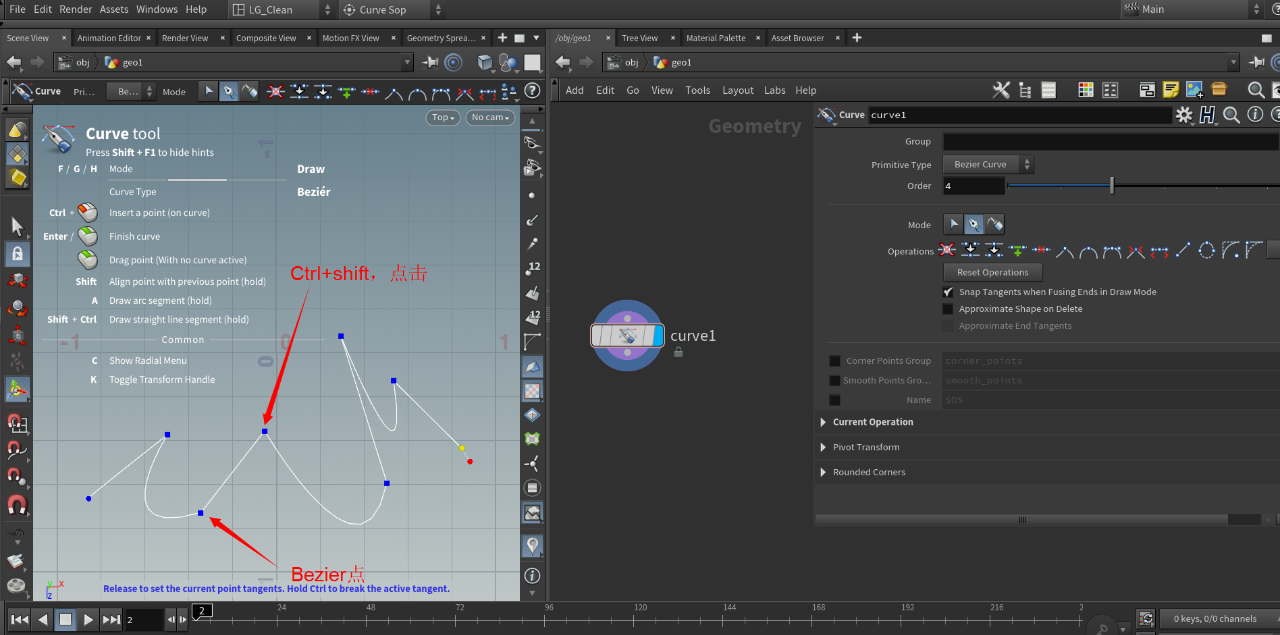 File Edit Render Assets Windows Help LG_Clean Curve Sop Main
Scene View Animation Editor Render View Composite View Motion FX View Geometry Sprea... /obj/geo1 Tree View Material Palette Asset Browser
obj geo1 obj geo1
Curve Pri... Be... Mode Add Edit Go View Tools Layout Labs Help
Top No cam
Curve tool
Press Shift + F1 to hide hints
F / G / H Mode Draw
Curve Type Beziér
Ctrl + Insert a point (on curve)
Enter / Finish curve
Drag point (With no curve active)
Shift Align point with previous point (hold)
A Draw arc segment (hold)
Shift + Ctrl Draw straight line segment (hold)
Common
C Show Radial Menu
K Toggle Transform Handle
-1 0 1
0
1
Ctrl+shift，点击
Bezier点
Release to set the current point tangents. Hold Ctrl to break the active tangent.
Y X
Z
12
12
Geometry
curve1
Curve curve1
Group
Primitive Type Bezier Curve
Order 4
Mode
Operations
Reset Operations
Snap Tangents when Fusing Ends in Draw Mode
Approximate Shape on Delete
Approximate End Tangents
Corner Points Group corner_points
Smooth Points Gro... smooth_points
Name $OS
Current Operation
Pivot Transform
Rounded Corners
2 2 24 48 72 96 120 144 168 192 216 2
0 keys, 0/0 channels